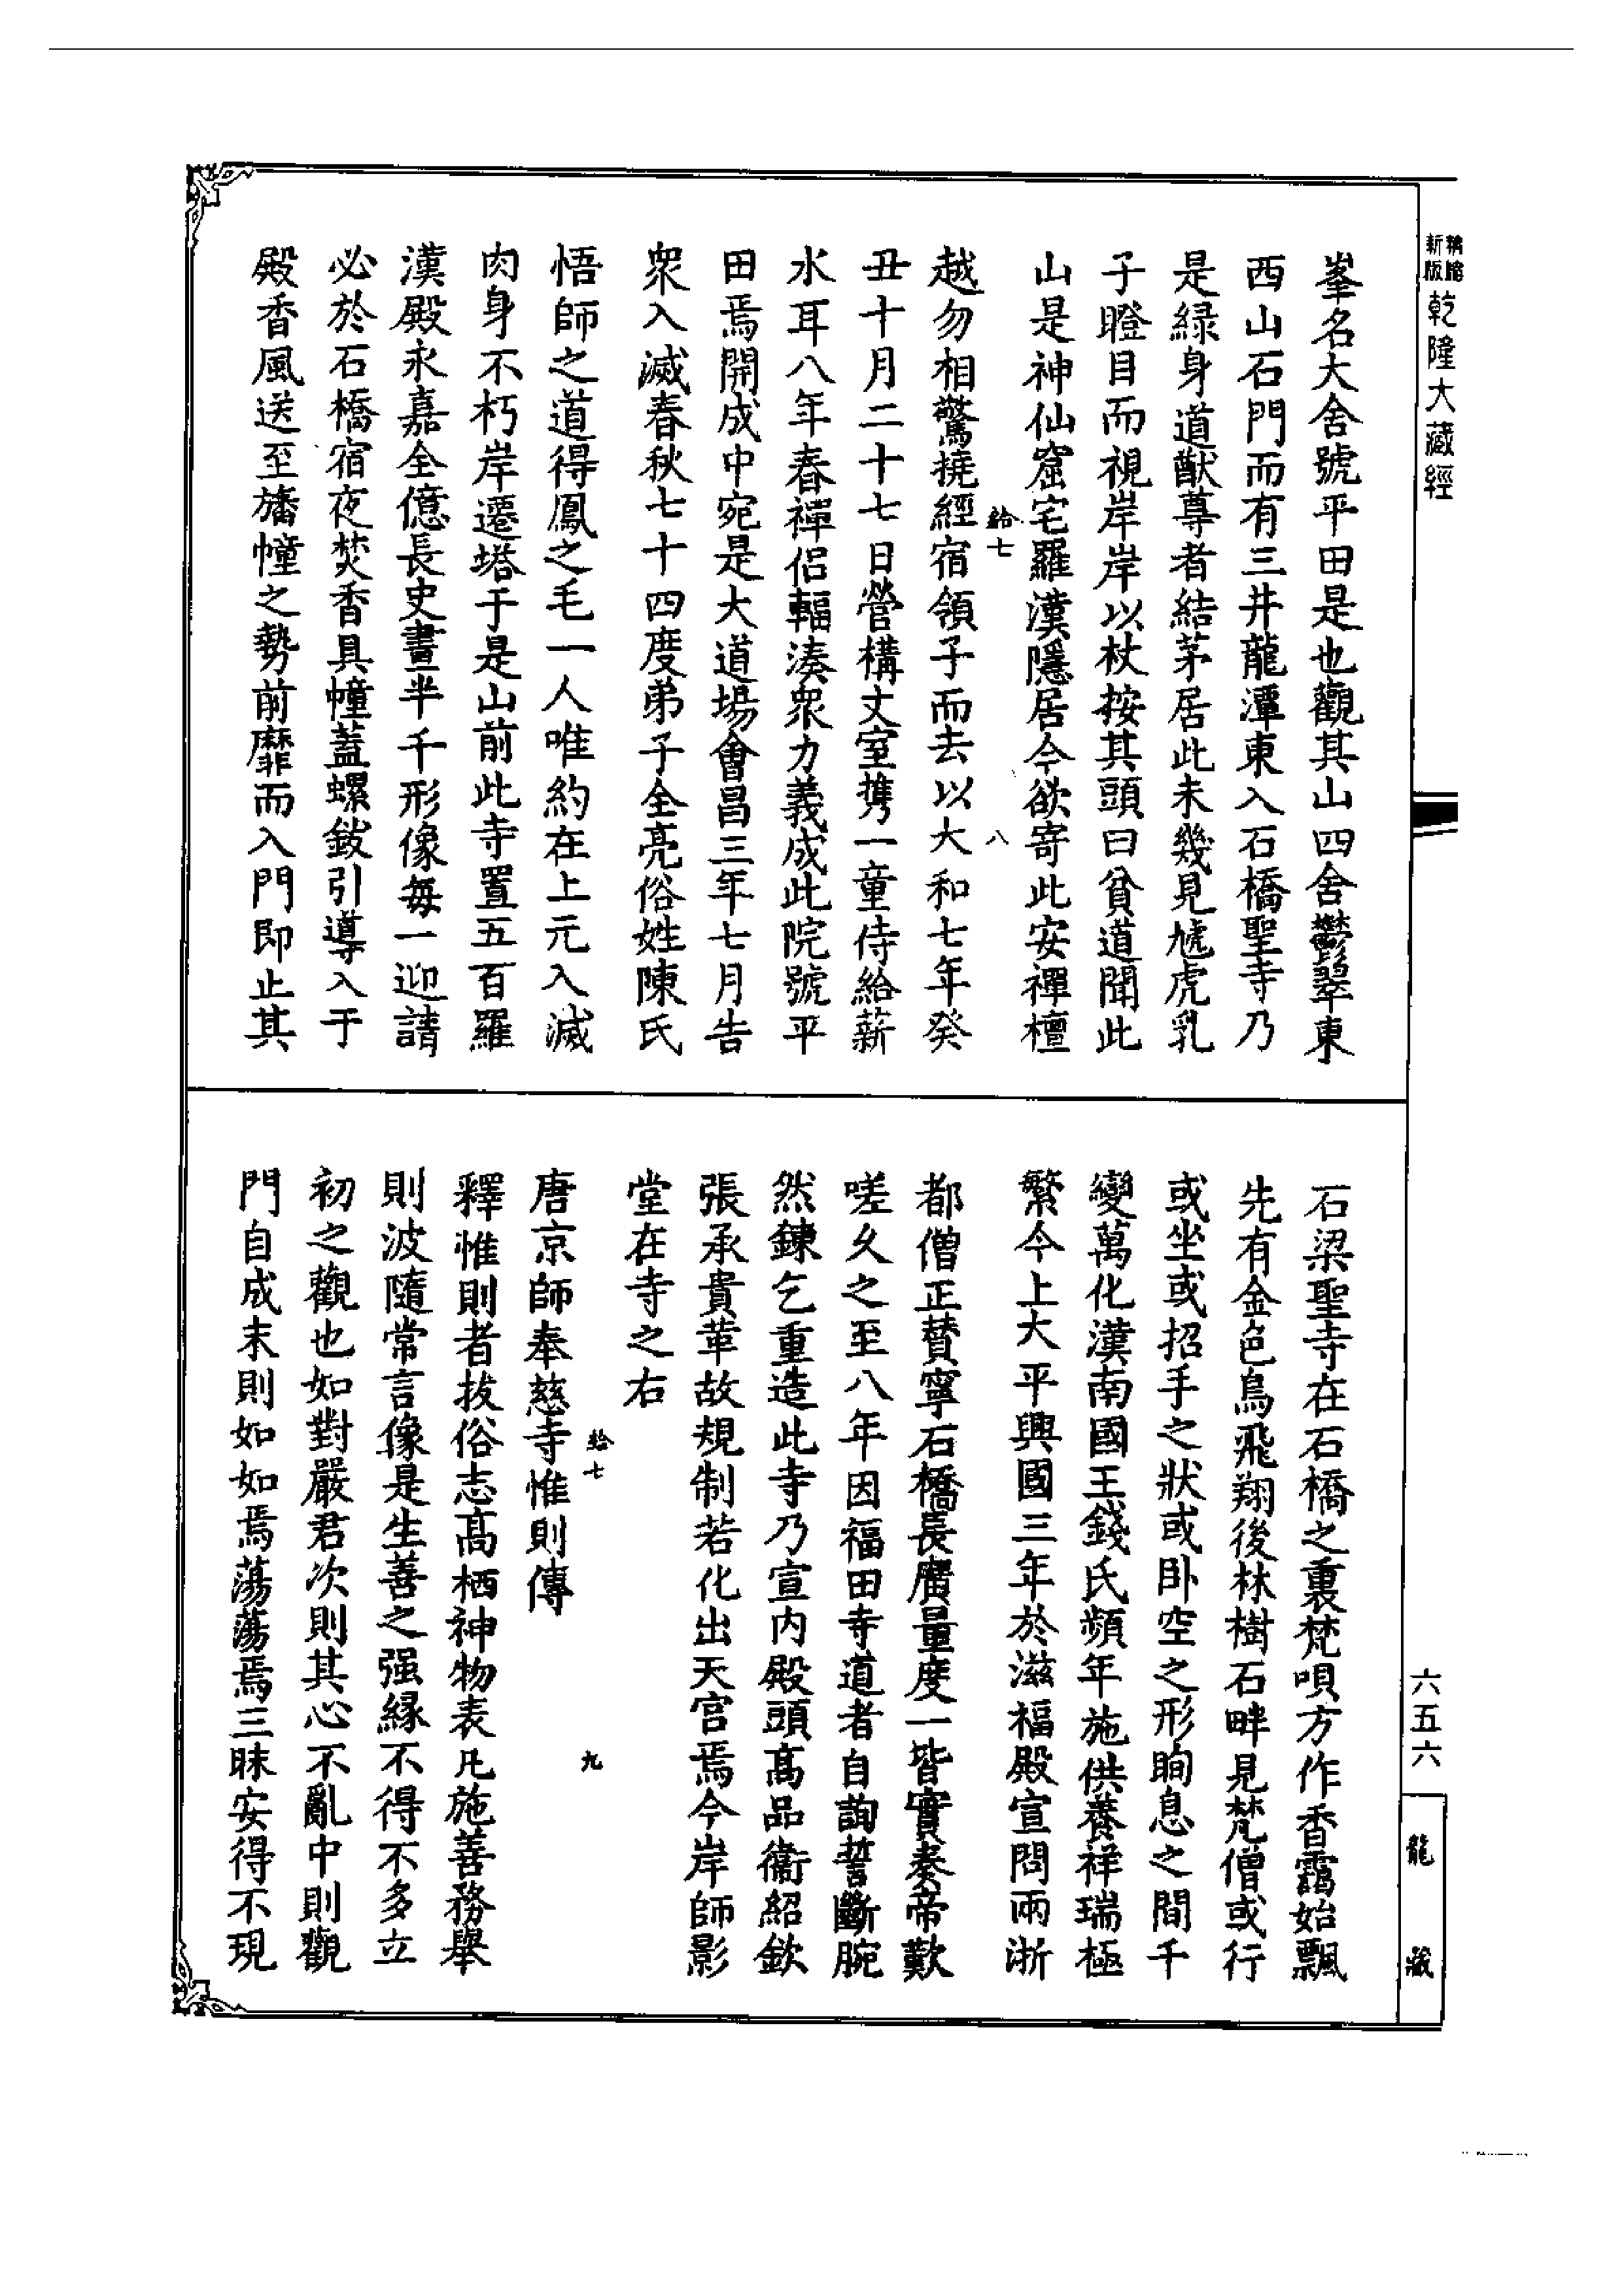 新版
乾隆大藏經
峯名大舍號平田是也觀其山四舍鬱翠東
西山石門而有三井龍潭東入石橋聖寺乃
是緑身道猷尊者結茅居此未幾見虓虎乳
子瞪目而視岸岸以杖按其頭曰貧道聞此
山是神仙窟宅羅漢隱居今欲寄此安禪檀
給七 八
越勿相驚撓經宿領子而去以大和七年癸
丑十月二十七日營構丈室携一童侍給薪
水耳八年春禪侣輻湊衆力義成此院號平
田焉開成中宛是大道場會昌三年七月告
衆入滅春秋七十四度弟子全亮俗姓陳氏
悟師之道得鳳之毛一人唯約在上元入滅
肉身不朽岸遷塔于是山前此寺置五百羅
漢殿永嘉全億長史畫半千形像每一迎請
必於石橋宿夜焚香具幢蓋螺鈸引導入于
殿香風送至旛幢之勢前靡而入門即止其
石梁聖寺在石橋之裏梵唄方作香靄始飄
先有金色鳥飛翔後林樹石畔見梵僧或行
或坐或招手之狀或卧空之形眴息之間千
變萬化漢南國王錢氏頻年施供養祥瑞極
繁今上大平興國三年於滋福殿宣問兩浙
都僧正贊寧石橋長廣量度一皆實奏帝歎
嗟久之至八年因福田寺道者自詢誓斷腕
然鍊乞重造此寺乃宣内殿頭高品衞紹欽
張承貴革故規制若化出天宫焉今岸師影
堂在寺之右
給七 九
唐京師奉慈寺惟則傳
釋惟則者拔俗志高栖神物表凡施善務舉
則波隨常言像是生善之强緣不得不多立
初之觀也如對嚴君次則其心不亂中則觀
門自成末則如如焉蕩蕩焉三昧安得不現
六五六
龍藏